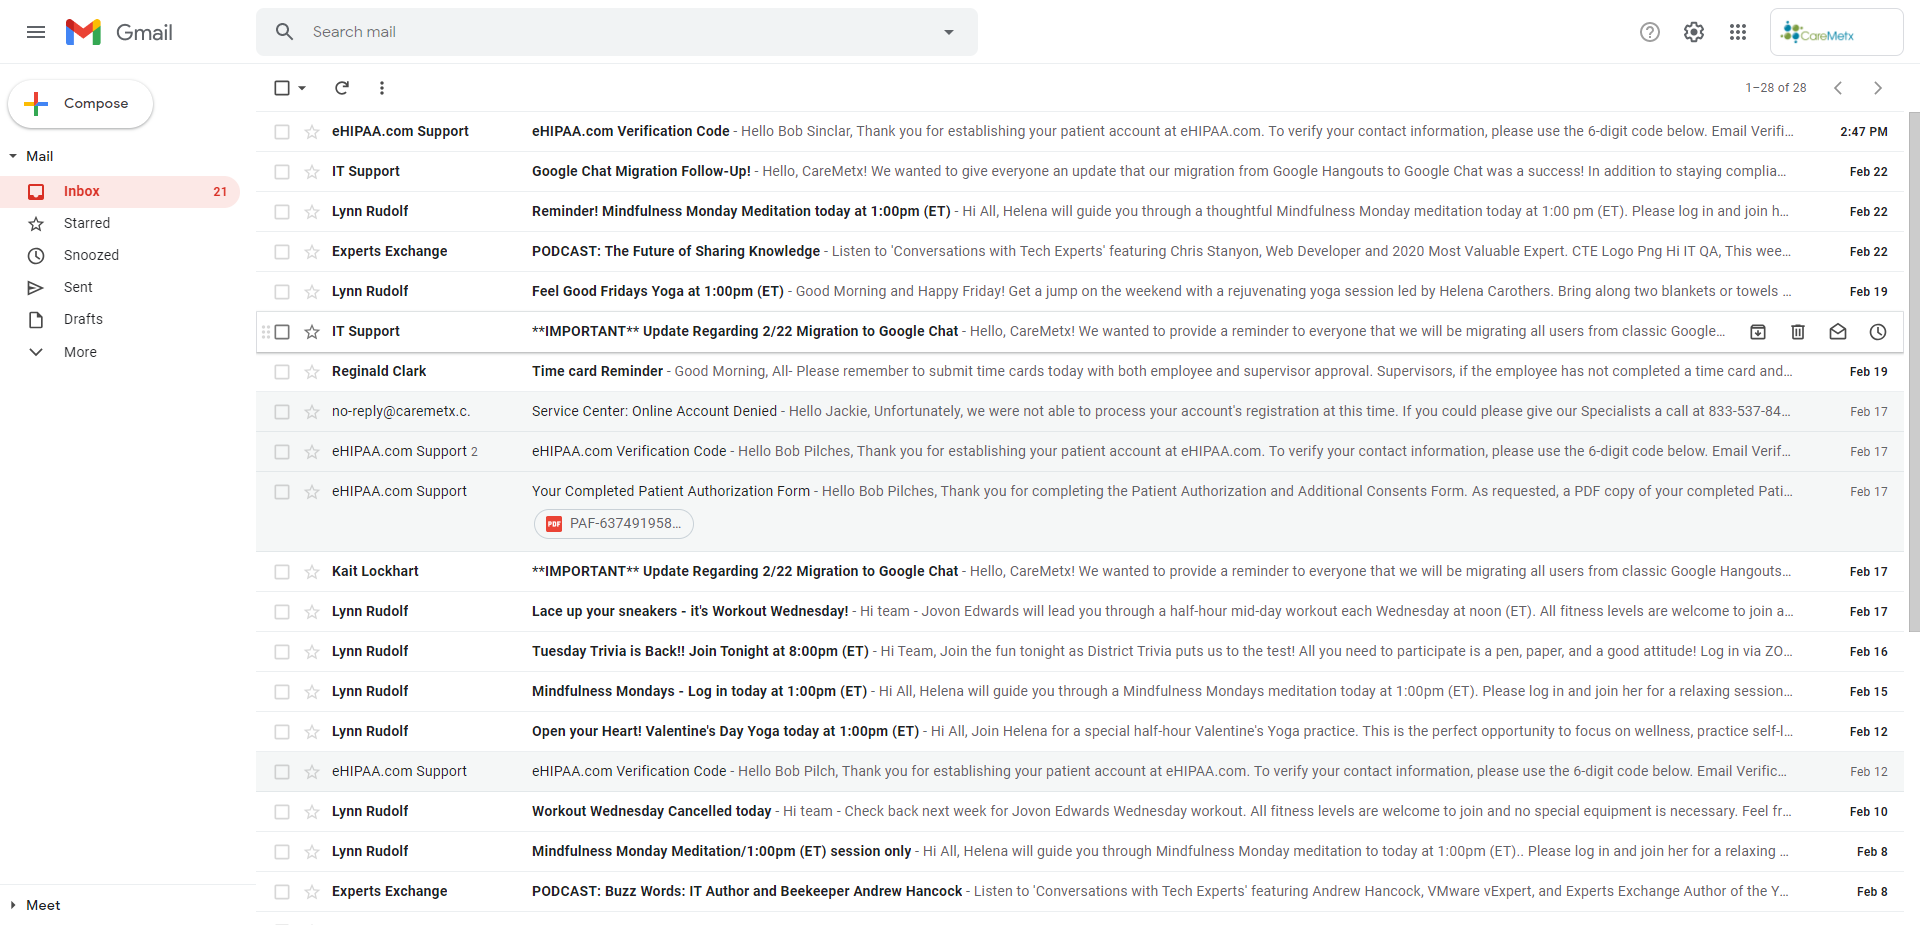 Gmail
Search mail
CareMetx
Compose
1–28 of 28
Mail
Inbox 21
Starred
Snoozed
Sent
Drafts
More
eHIPAA.com Support eHIPAA.com Verification Code - Hello Bob Sinclar, Thank you for establishing your patient account at eHIPAA.com. To verify your contact information, please use the 6-digit code below. Email Verifi... 2:47 PM
IT Support Google Chat Migration Follow-Up! - Hello, CareMetx! We wanted to give everyone an update that our migration from Google Hangouts to Google Chat was a success! In addition to staying complia... Feb 22
Lynn Rudolf Reminder! Mindfulness Monday Meditation today at 1:00pm (ET) - Hi All, Helena will guide you through a thoughtful Mindfulness Monday meditation today at 1:00 pm (ET). Please log in and join h... Feb 22
Experts Exchange PODCAST: The Future of Sharing Knowledge - Listen to 'Conversations with Tech Experts' featuring Chris Stanyon, Web Developer and 2020 Most Valuable Expert. CTE Logo Png Hi IT QA, This wee... Feb 22
Lynn Rudolf Feel Good Fridays Yoga at 1:00pm (ET) - Good Morning and Happy Friday! Get a jump on the weekend with a rejuvenating yoga session led by Helena Carothers. Bring along two blankets or towels ... Feb 19
IT Support **IMPORTANT** Update Regarding 2/22 Migration to Google Chat - Hello, CareMetx! We wanted to provide a reminder to everyone that we will be migrating all users from classic Google...
Reginald Clark Time card Reminder - Good Morning, All- Please remember to submit time cards today with both employee and supervisor approval. Supervisors, if the employee has not completed a time card and... Feb 19
no-reply@caremetx.c. Service Center: Online Account Denied - Hello Jackie, Unfortunately, we were not able to process your account's registration at this time. If you could please give our Specialists a call at 833-537-84... Feb 17
eHIPAA.com Support 2 eHIPAA.com Verification Code - Hello Bob Pilches, Thank you for establishing your patient account at eHIPAA.com. To verify your contact information, please use the 6-digit code below. Email Verif... Feb 17
eHIPAA.com Support Your Completed Patient Authorization Form - Hello Bob Pilches, Thank you for completing the Patient Authorization and Additional Consents Form. As requested, a PDF copy of your completed Pati... Feb 17
PDF PAF-637491958...
Kait Lockhart **IMPORTANT** Update Regarding 2/22 Migration to Google Chat - Hello, CareMetx! We wanted to provide a reminder to everyone that we will be migrating all users from classic Google Hangouts... Feb 17
Lynn Rudolf Lace up your sneakers - it's Workout Wednesday! - Hi team - Jovon Edwards will lead you through a half-hour mid-day workout each Wednesday at noon (ET). All fitness levels are welcome to join a... Feb 17
Lynn Rudolf Tuesday Trivia is Back!! Join Tonight at 8:00pm (ET) - Hi Team, Join the fun tonight as District Trivia puts us to the test! All you need to participate is a pen, paper, and a good attitude! Log in via ZO... Feb 16
Lynn Rudolf Mindfulness Mondays - Log in today at 1:00pm (ET) - Hi All, Helena will guide you through a Mindfulness Mondays meditation today at 1:00pm (ET). Please log in and join her for a relaxing session... Feb 15
Lynn Rudolf Open your Heart! Valentine's Day Yoga today at 1:00pm (ET) - Hi All, Join Helena for a special half-hour Valentine's Yoga practice. This is the perfect opportunity to focus on wellness, practice self-l... Feb 12
eHIPAA.com Support eHIPAA.com Verification Code - Hello Bob Pilch, Thank you for establishing your patient account at eHIPAA.com. To verify your contact information, please use the 6-digit code below. Email Verific... Feb 12
Lynn Rudolf Workout Wednesday Cancelled today - Hi team - Check back next week for Jovon Edwards Wednesday workout. All fitness levels are welcome to join and no special equipment is necessary. Feel fr... Feb 10
Lynn Rudolf Mindfulness Monday Meditation/1:00pm (ET) session only - Hi All, Helena will guide you through Mindfulness Monday meditation to today at 1:00pm (ET).. Please log in and join her for a relaxing ... Feb 8
Experts Exchange PODCAST: Buzz Words: IT Author and Beekeeper Andrew Hancock - Listen to 'Conversations with Tech Experts' featuring Andrew Hancock, VMware vExpert, and Experts Exchange Author of the Y... Feb 8
Meet